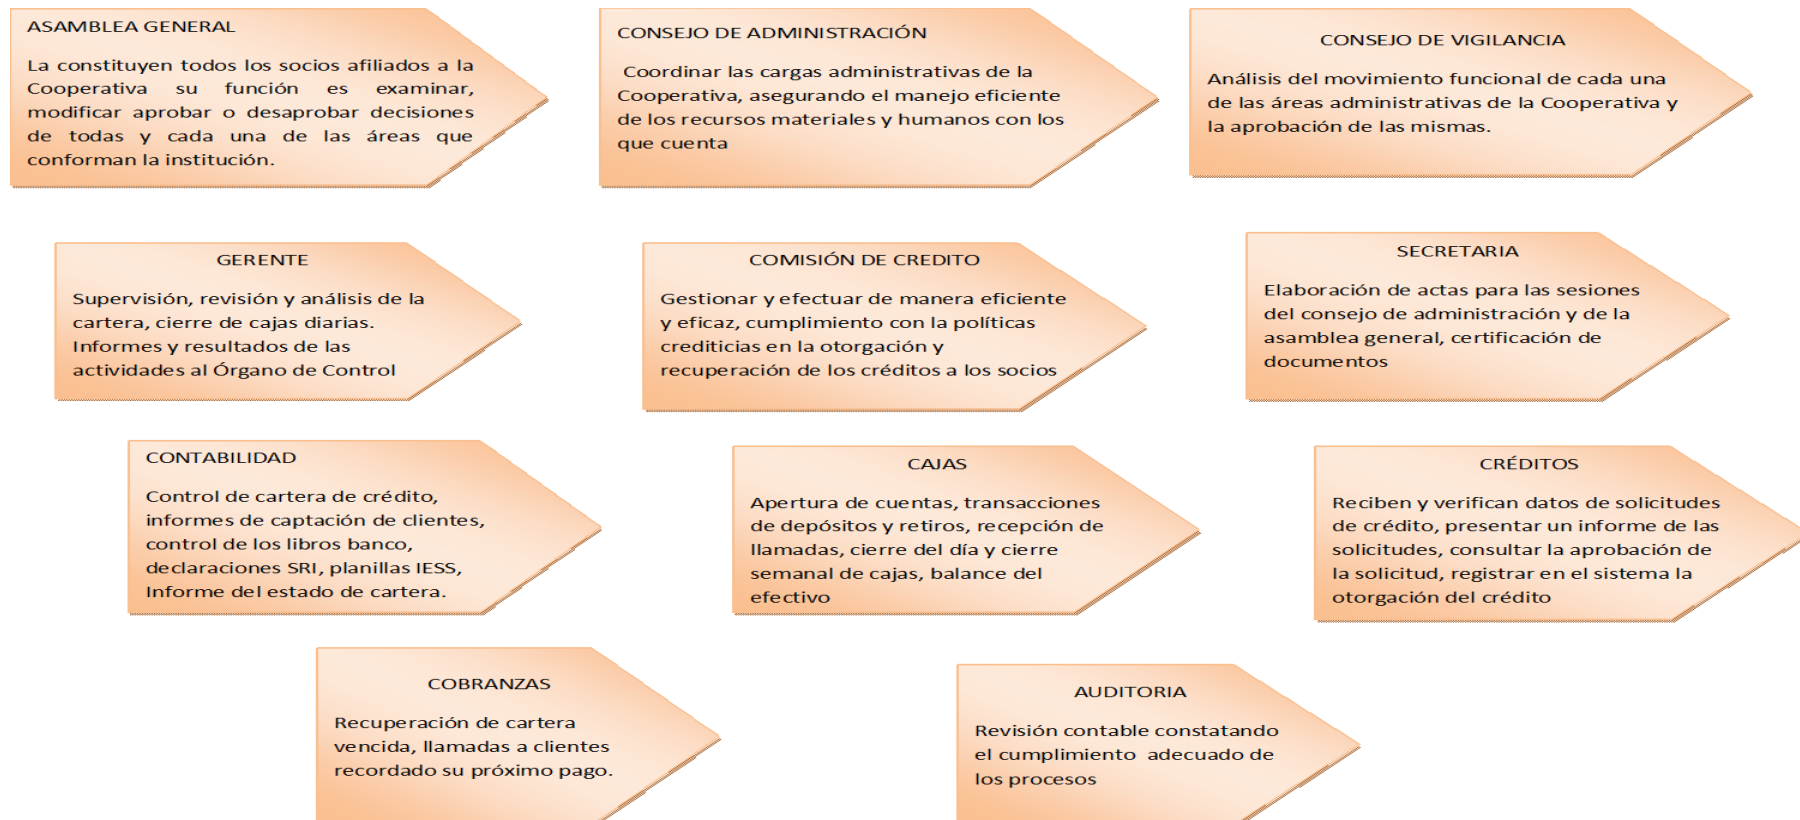 ASAMBLEA GENERAL
La constituyen todos los socios afiliados a la
Cooperativa su función es examinar,
modificar aprobar o desaprobar decisiones
de todas y cada una de las áreas que
conforman la institución.
CONSEJO DE ADMINISTRACIÓN
Coordinar las cargas administrativas de la
Cooperativa, asegurando el manejo eficiente
de los recursos materiales y humanos con los
que cuenta
CONSEJO DE VIGILANCIA
Análisis del movimiento funcional de cada una
de las áreas administrativas de la Cooperativa y
la aprobación de las mismas.
GERENTE
Supervisión, revisión y análisis de la
cartera, cierre de cajas diarias.
Informes y resultados de las
actividades al Órgano de Control
COMISIÓN DE CREDITO
Gestionar y efectuar de manera eficiente
y eficaz, cumplimiento con la políticas
crediticias en la otorgación y
recuperación de los créditos a los socios
SECRETARIA
Elaboración de actas para las sesiones
del consejo de administración y de la
asamblea general, certificación de
documentos
CONTABILIDAD
Control de cartera de crédito,
informes de captación de clientes,
control de los libros banco,
declaraciones SRI, planillas IESS,
Informe del estado de cartera.
CAJAS
Apertura de cuentas, transacciones
de depósitos y retiros, recepción de
llamadas, cierre del día y cierre
semanal de cajas, balance del
efectivo
CRÉDITOS
Reciben y verifican datos de solicitudes
de crédito, presentar un informe de las
solicitudes, consultar la aprobación de
la solicitud, registrar en el sistema la
otorgación del crédito
COBRANZAS
Recuperación de cartera
vencida, llamadas a clientes
recordado su próximo pago.
AUDITORIA
Revisión contable constatando
el cumplimiento adecuado de
los procesos